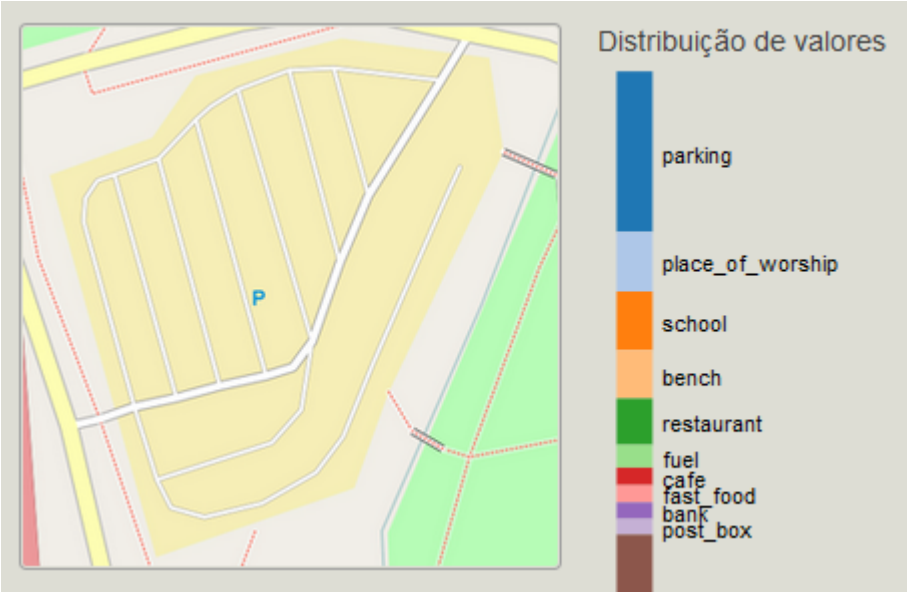 Distribuição de valores
parking
place_of_worship
school
bench
restaurant
fuel
cafe
fast_food
bank
post_box
P